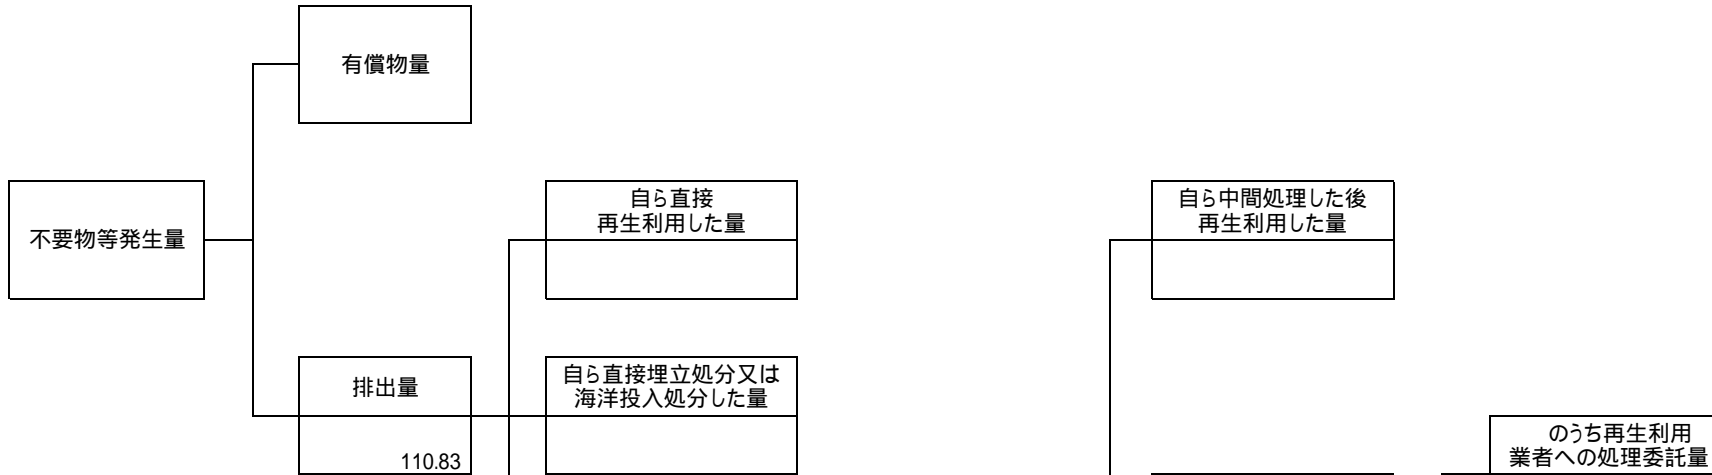 有償物量
自ら直接
再生利用した量
自ら中間処理した後
再生利用した量
不要物等発生量
排出量
自ら直接埋立処分又は
海洋投入処分した量
110.83
のうち再生利用
業者への処理委託量